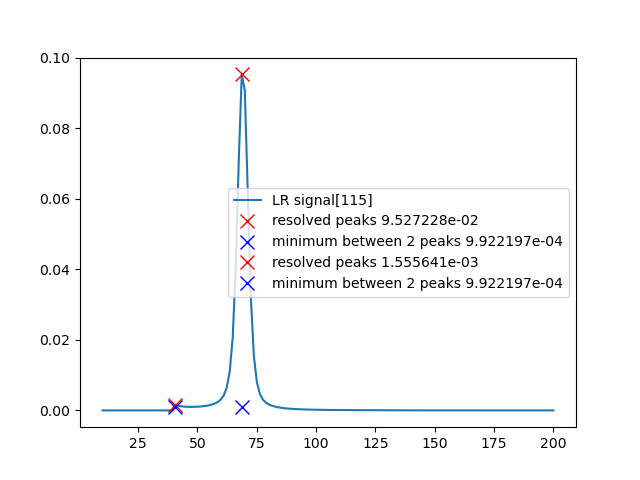 0.10
0.08
0.06
0.04
0.02
0.00
LR signal[115]
resolved peaks 9.527228e-02
minimum between 2 peaks 9.922197e-04
resolved peaks 1.555641e-03
minimum between 2 peaks 9.922197e-04
25 50 75 100 125 150 175 200